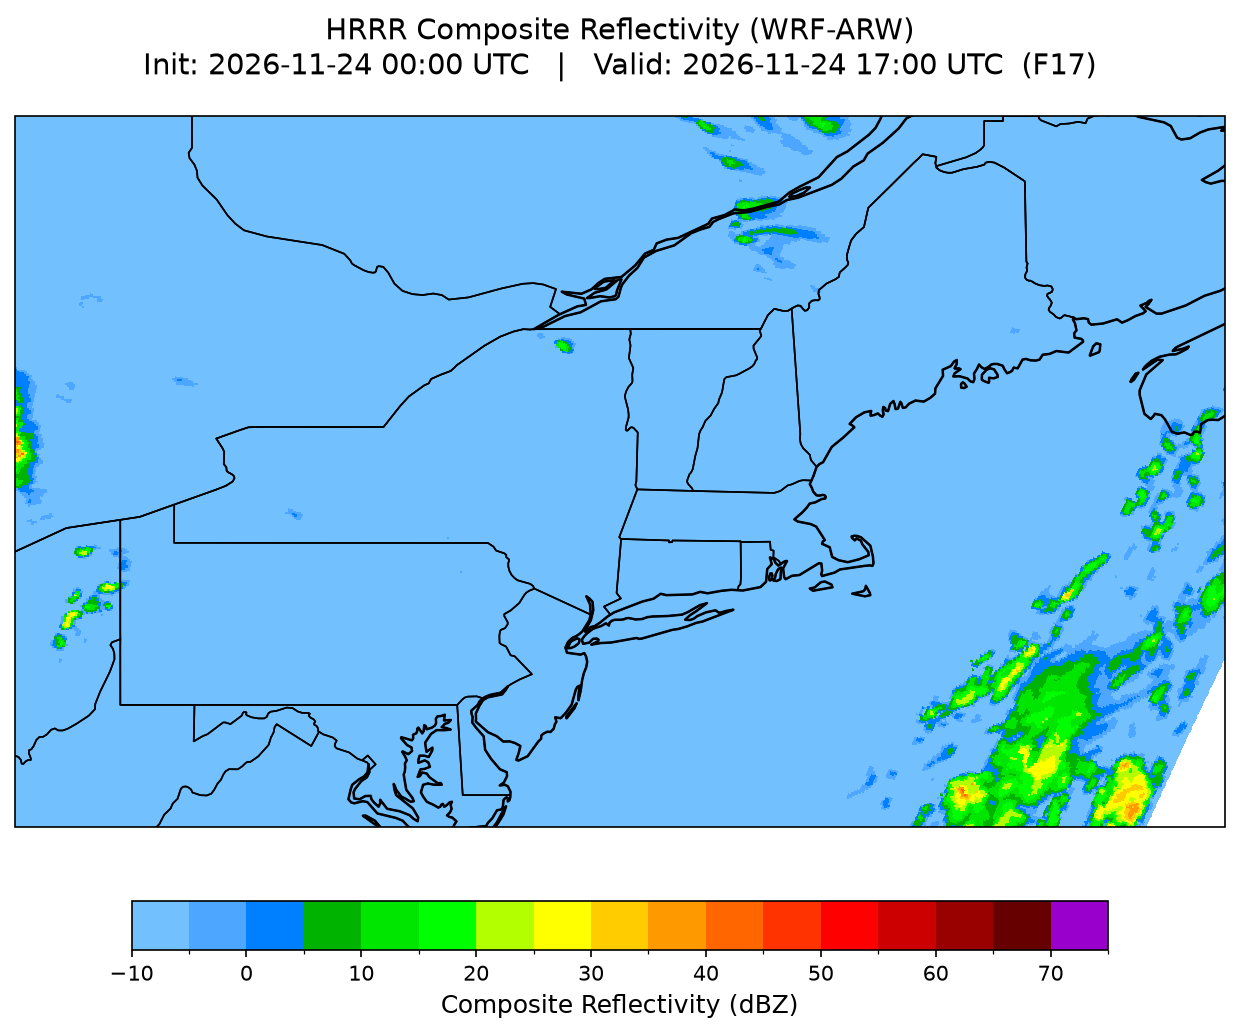 HRRR Composite Reflectivity (WRF-ARW)
Init: 2026-11-24 00:00 UTC   |   Valid: 2026-11-24 17:00 UTC  (F17)
−10 0 10 20 30 40 50 60 70
Composite Reflectivity (dBZ)